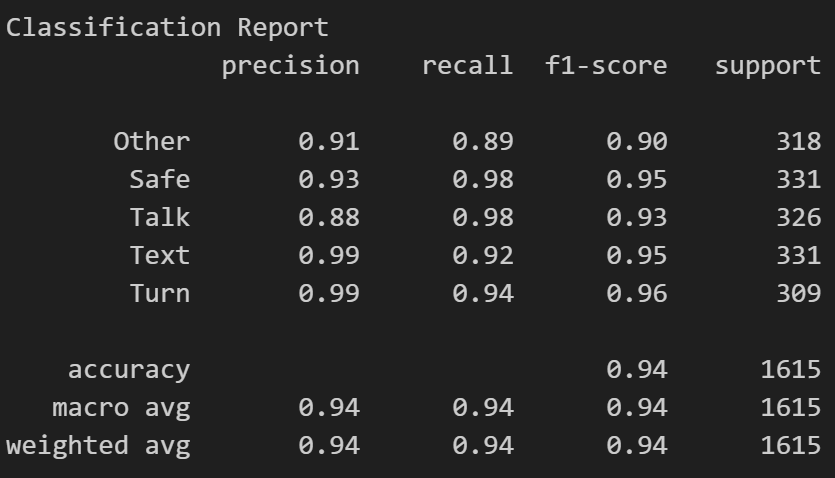 Classification Report
precision recall f1-score support
Other 0.91 0.89 0.90 318
Safe 0.93 0.98 0.95 331
Talk 0.88 0.98 0.93 326
Text 0.99 0.92 0.95 331
Turn 0.99 0.94 0.96 309
accuracy 0.94 1615
macro avg 0.94 0.94 0.94 1615
weighted avg 0.94 0.94 0.94 1615